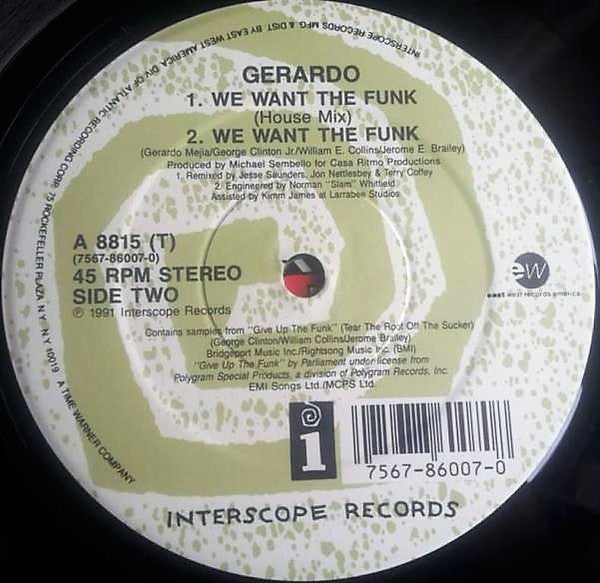 GERARDO
1. WE WANT THE FUNK
(House Mix)
2. WE WANT THE FUNK
(Gerardo Mejia/George Clinton Jr/William E. Collins/Jerome E. Brailey)
Produced by Michael Sembello for Casa Ritmo Productions
1. Remixed by Jesse Saunders, Jon Nettlesbey & Terry Coffey
2. Engineered by Norman "Slam" Whitfield
Assisted by Kimm James at Larrabee Studios
A 8815 (T)
(7567-86007-0)
45 RPM STEREO
SIDE TWO
℗ 1991 Interscope Records
ew
east west records america
Contains samples from "Give Up The Funk" (Tear The Roof Off The Sucker)
(George Clinton/William Collins/Jerome Brailey)
Bridgeport Music Inc/Rightsong Music Inc. (BMI)
"Give Up The Funk" by Parliament under license from
Polygram Special Products, a division of Polygram Records, Inc.
EMI Songs Ltd./MCPS Ltd.
i
7567-86007-0
INTERSCOPE RECORDS
INTERSCOPE RECORDS MFG & DIST. BY EAST WEST AMERICA, DIV. OF ATLANTIC RECORDING CORP. 75 ROCKEFELLER PLAZA, N.Y. N.Y. 10019 A TIME WARNER COMPANY